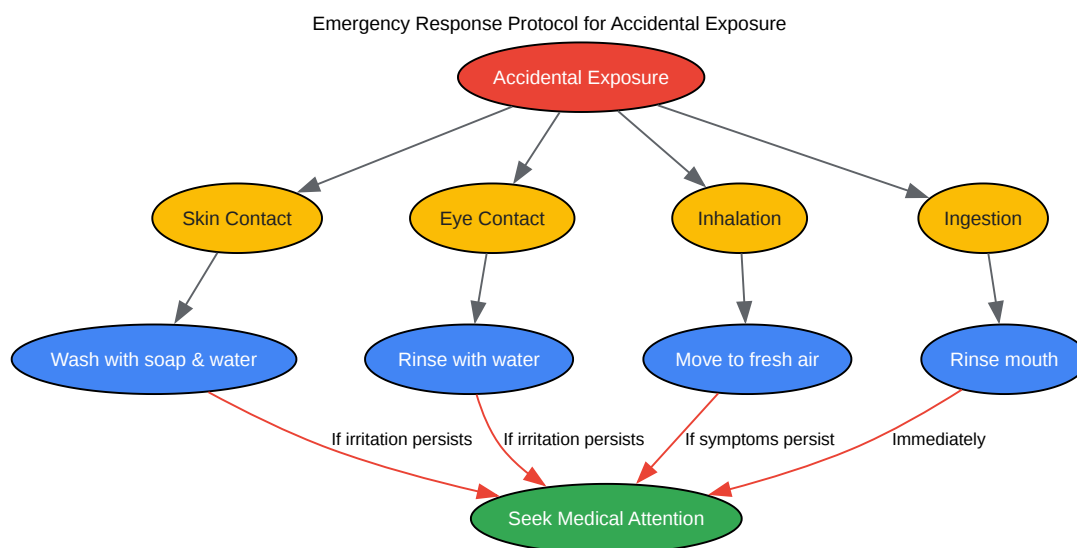 Emergency Response Protocol for Accidental Exposure
Accidental Exposure
Skin Contact
Eye Contact
Inhalation
Ingestion
Wash with soap & water
Rinse with water
Move to fresh air
Rinse mouth
If irritation persists
If irritation persists
If symptoms persist
Immediately
Seek Medical Attention